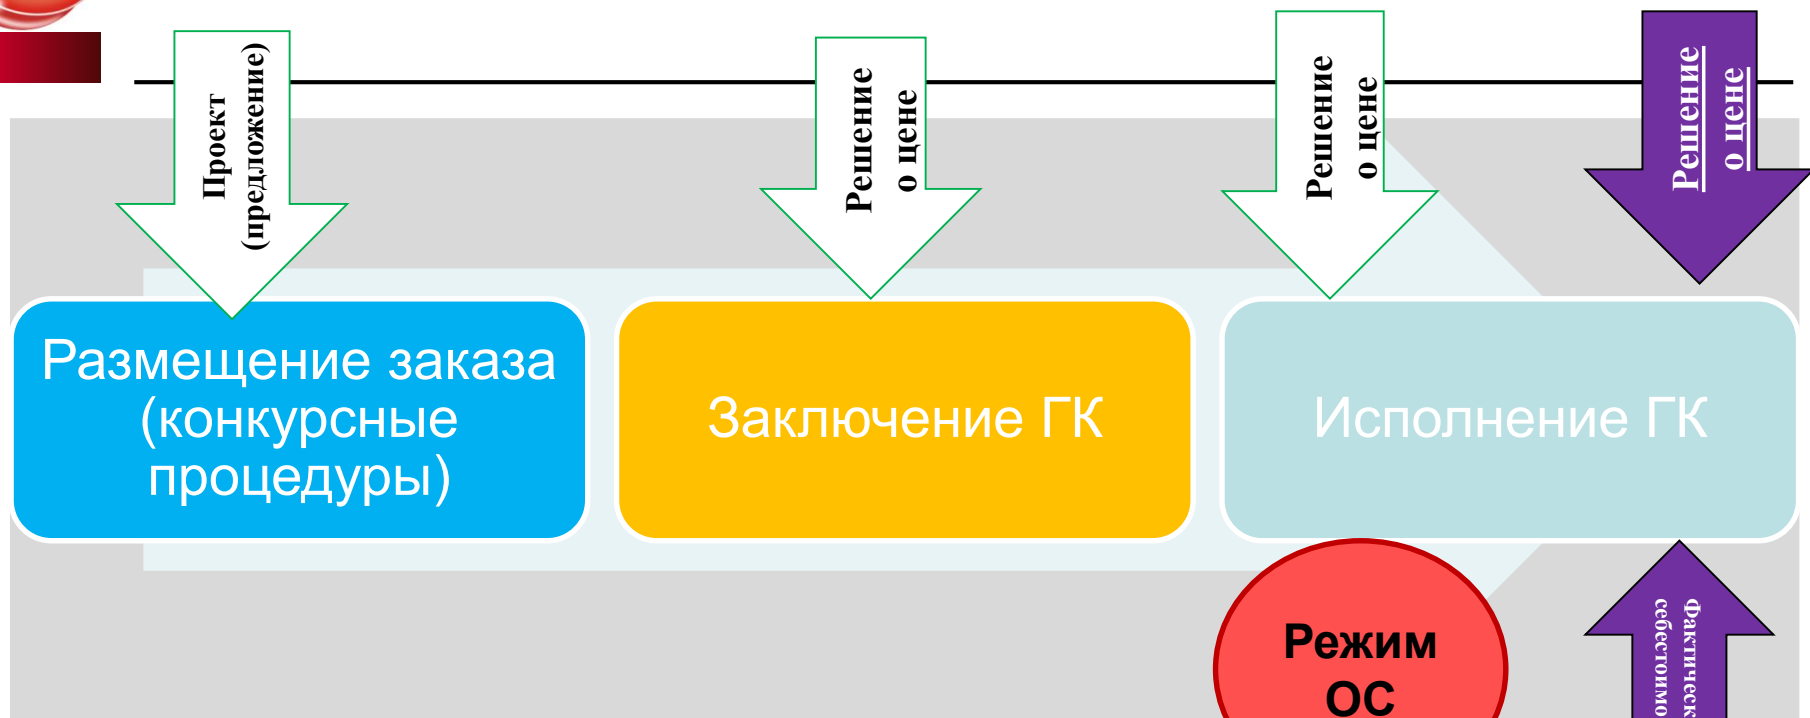 Проект
(предложение)
Решение
о цене
Решение
о цене
Решение
о цене
Размещение заказа
(конкурсные
процедуры)
Заключение ГК
Исполнение ГК
Режим
ОС